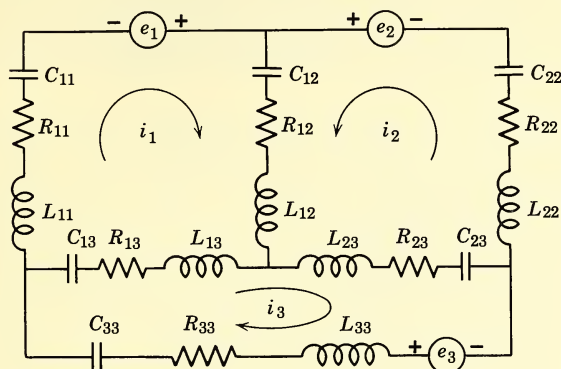 − e₁ + + e₂ −
C₁₁ C₁₂ C₂₂
R₁₁ i₁ R₁₂ i₂ R₂₂
L₁₁ L₁₂ L₂₂
C₁₃ R₁₃ L₁₃ L₂₃ R₂₃ C₂₃
i₃
C₃₃ R₃₃ L₃₃ + e₃ −